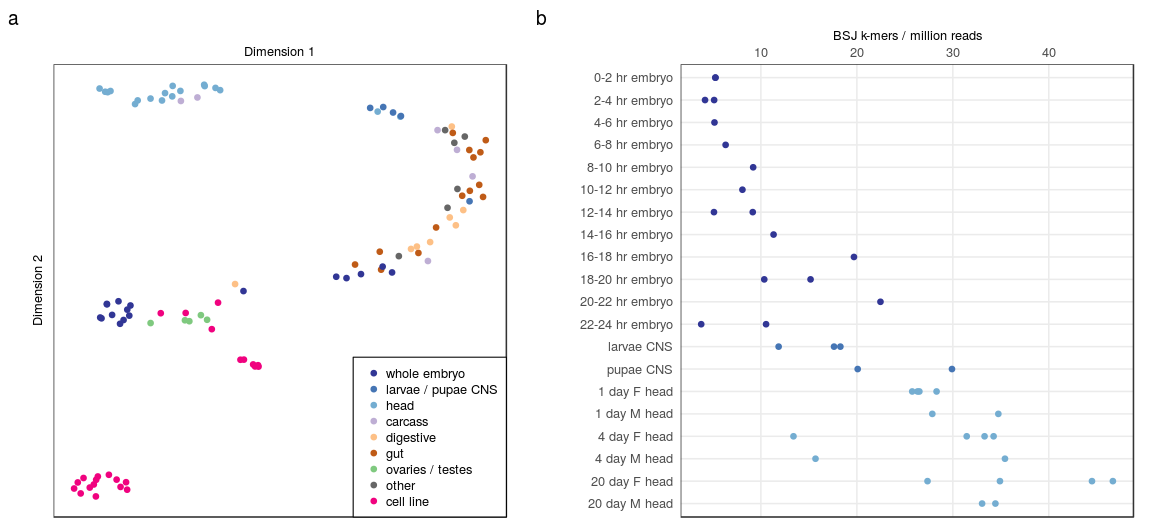 a
Dimension 1
Dimension 2
whole embryo
larvae / pupae CNS
head
carcass
digestive
gut
ovaries / testes
other
cell line
b
BSJ k-mers / million reads
10 20 30 40
0-2 hr embryo
2-4 hr embryo
4-6 hr embryo
6-8 hr embryo
8-10 hr embryo
10-12 hr embryo
12-14 hr embryo
14-16 hr embryo
16-18 hr embryo
18-20 hr embryo
20-22 hr embryo
22-24 hr embryo
larvae CNS
pupae CNS
1 day F head
1 day M head
4 day F head
4 day M head
20 day F head
20 day M head